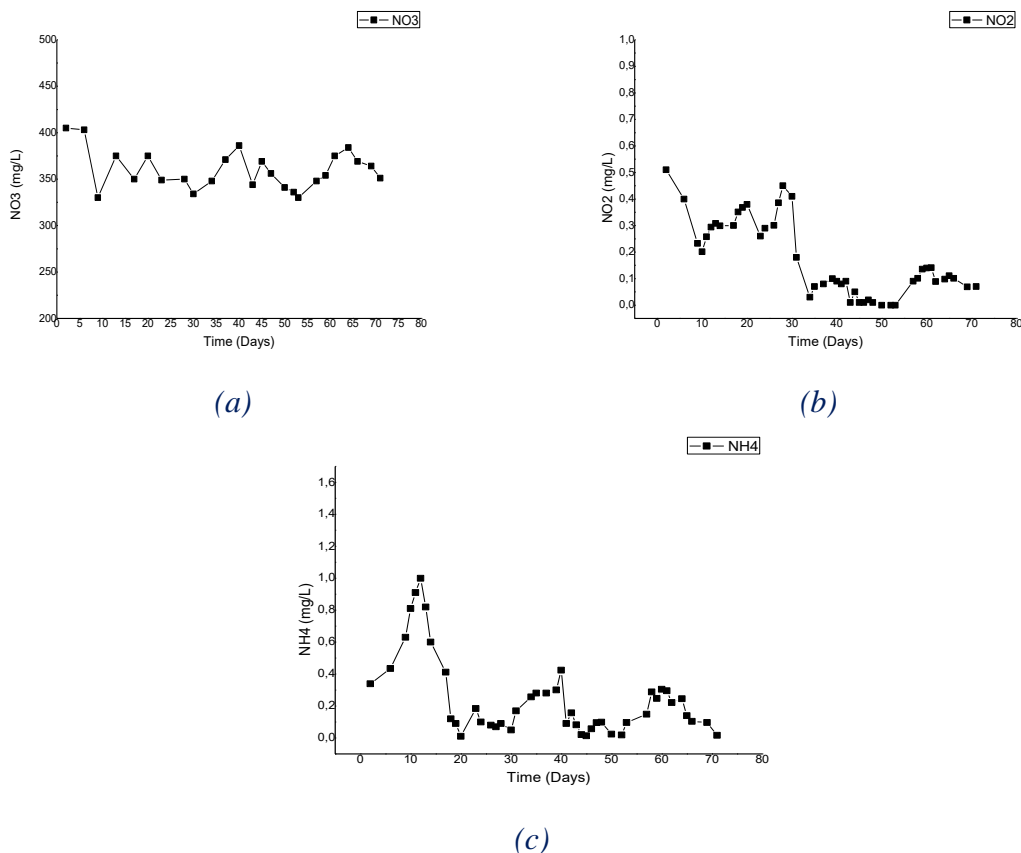 NO3
500
450
400
350
300
250
200
NO3 (mg/L)
0 5 10 15 20 25 30 35 40 45 50 55 60 65 70 75 80
Time (Days)
(a)
NO2
1,0
0,9
0,8
0,7
0,6
0,5
0,4
0,3
0,2
0,1
0,0
NO2 (mg/L)
0 10 20 30 40 50 60 70 80
Time (Days)
(b)
NH4
1,6
1,4
1,2
1,0
0,8
0,6
0,4
0,2
0,0
NH4 (mg/L)
0 10 20 30 40 50 60 70 80
Time (Days)
(c)